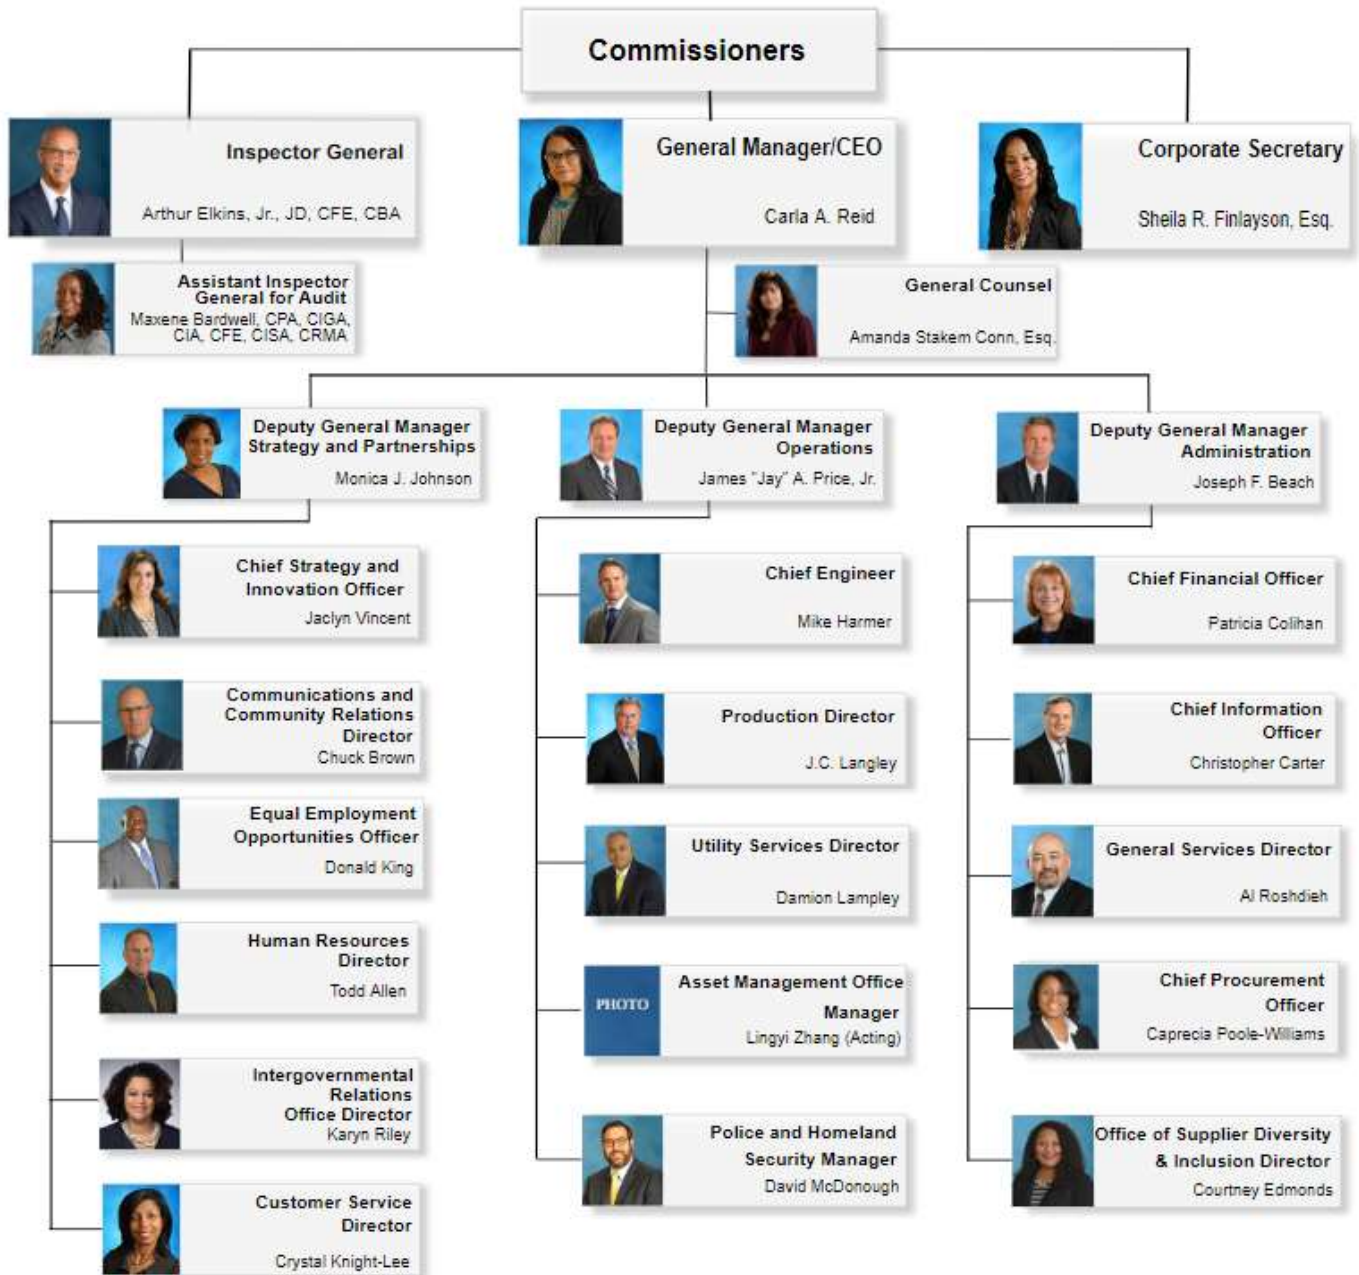 Commissioners
Inspector General
Arthur Elkins, Jr., JD, CFE, CBA
General Manager/CEO
Carla A. Reid
Corporate Secretary
Sheila R. Finlayson, Esq.
Assistant Inspector
General for Audit
Maxene Bardwell, CPA, CIGA,
CIA, CFE, CISA, CRMA
General Counsel
Amanda Stakem Conn, Esq.
Deputy General Manager
Strategy and Partnerships
Monica J. Johnson
Deputy General Manager
Operations
James "Jay" A. Price, Jr.
Deputy General Manager
Administration
Joseph F. Beach
Chief Strategy and
Innovation Officer
Jaclyn Vincent
Communications and
Community Relations
Director
Chuck Brown
Equal Employment
Opportunities Officer
Donald King
Human Resources
Director
Todd Allen
Intergovernmental
Relations
Office Director
Karyn Riley
Customer Service
Director
Crystal Knight-Lee
Chief Engineer
Mike Harmer
Production Director
J.C. Langley
Utility Services Director
Damion Lampley
PHOTO
Asset Management Office
Manager
Lingyi Zhang (Acting)
Police and Homeland
Security Manager
David McDonough
Chief Financial Officer
Patricia Colihan
Chief Information
Officer
Christopher Carter
General Services Director
Al Roshdieh
Chief Procurement
Officer
Caprecia Poole-Williams
Office of Supplier Diversity
& Inclusion Director
Courtney Edmonds